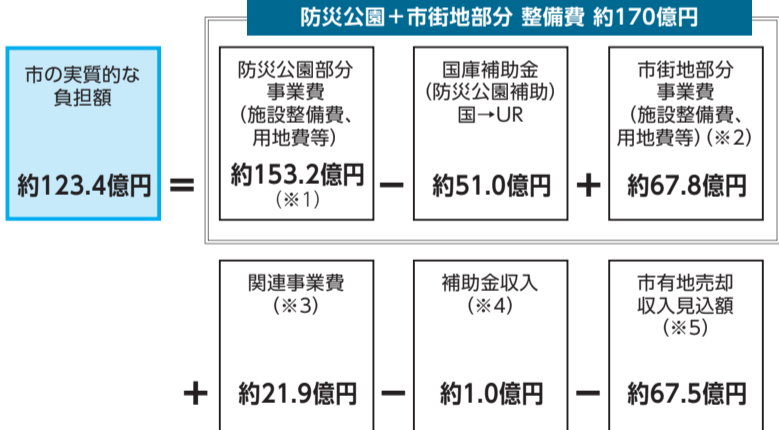 防災公園＋市街地部分 整備費 約170億円
市の実質的な
負担額
約123.4億円
＝
防災公園部分
事業費
（施設整備費、
用地費等）
約153.2億円
（※1）
－
国庫補助金
（防災公園補助）
国→UR
約51.0億円
＋
市街地部分
事業費
（施設整備費、
用地費等）（※2）
約67.8億円
＋
関連事業費
（※3）
約21.9億円
－
補助金収入
（※4）
約1.0億円
－
市有地売却
収入見込額
（※5）
約67.5億円